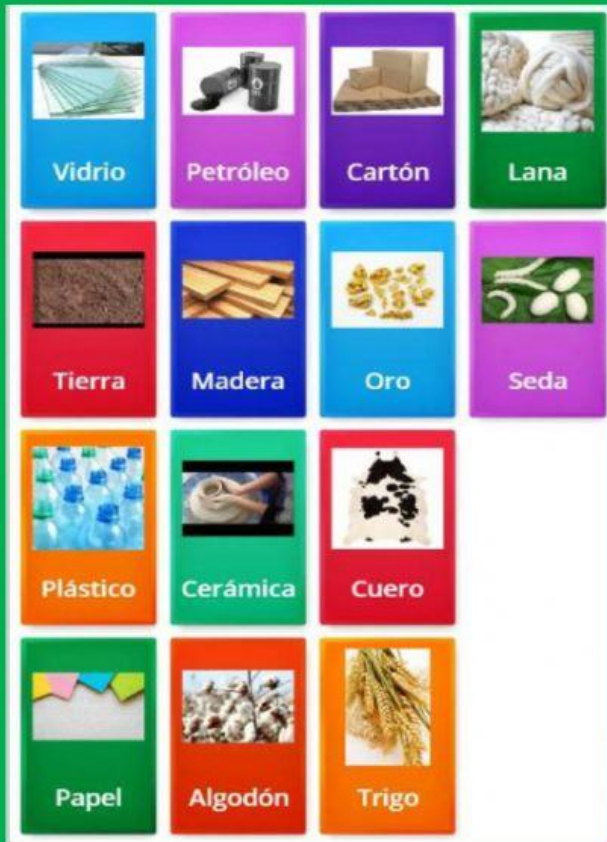 Vidrio
Petróleo
Cartón
Lana
Tierra
Madera
Oro
Seda
Plástico
Cerámica
Cuero
Papel
Algodón
Trigo